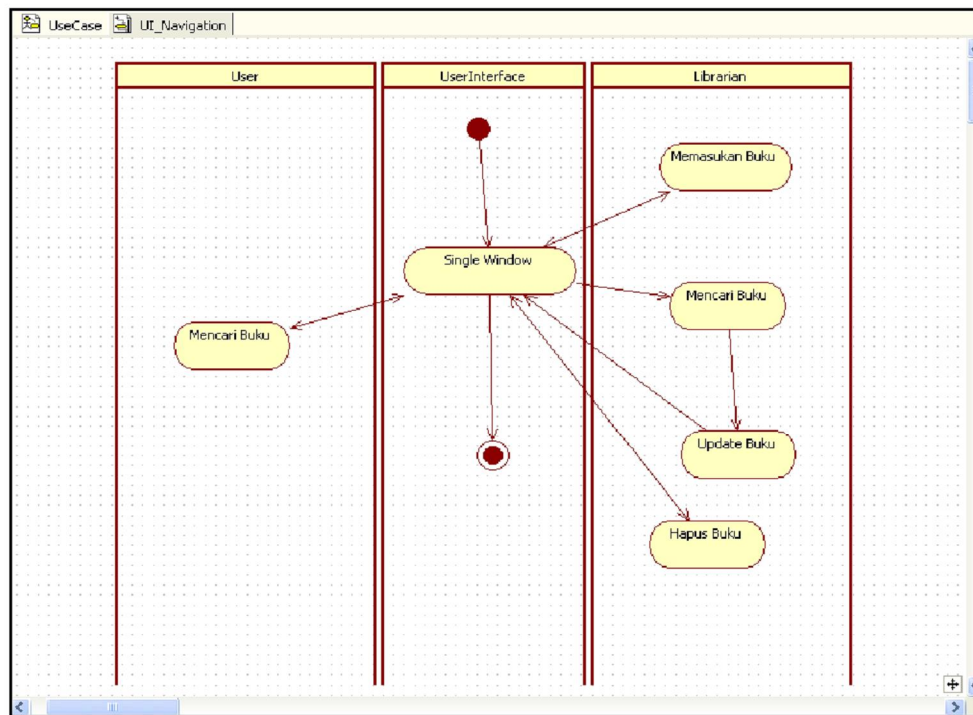 UseCase UI_Navigation
User UserInterface Librarian
Memasukan Buku
Single Window
Mencari Buku
Mencari Buku
Update Buku
Hapus Buku